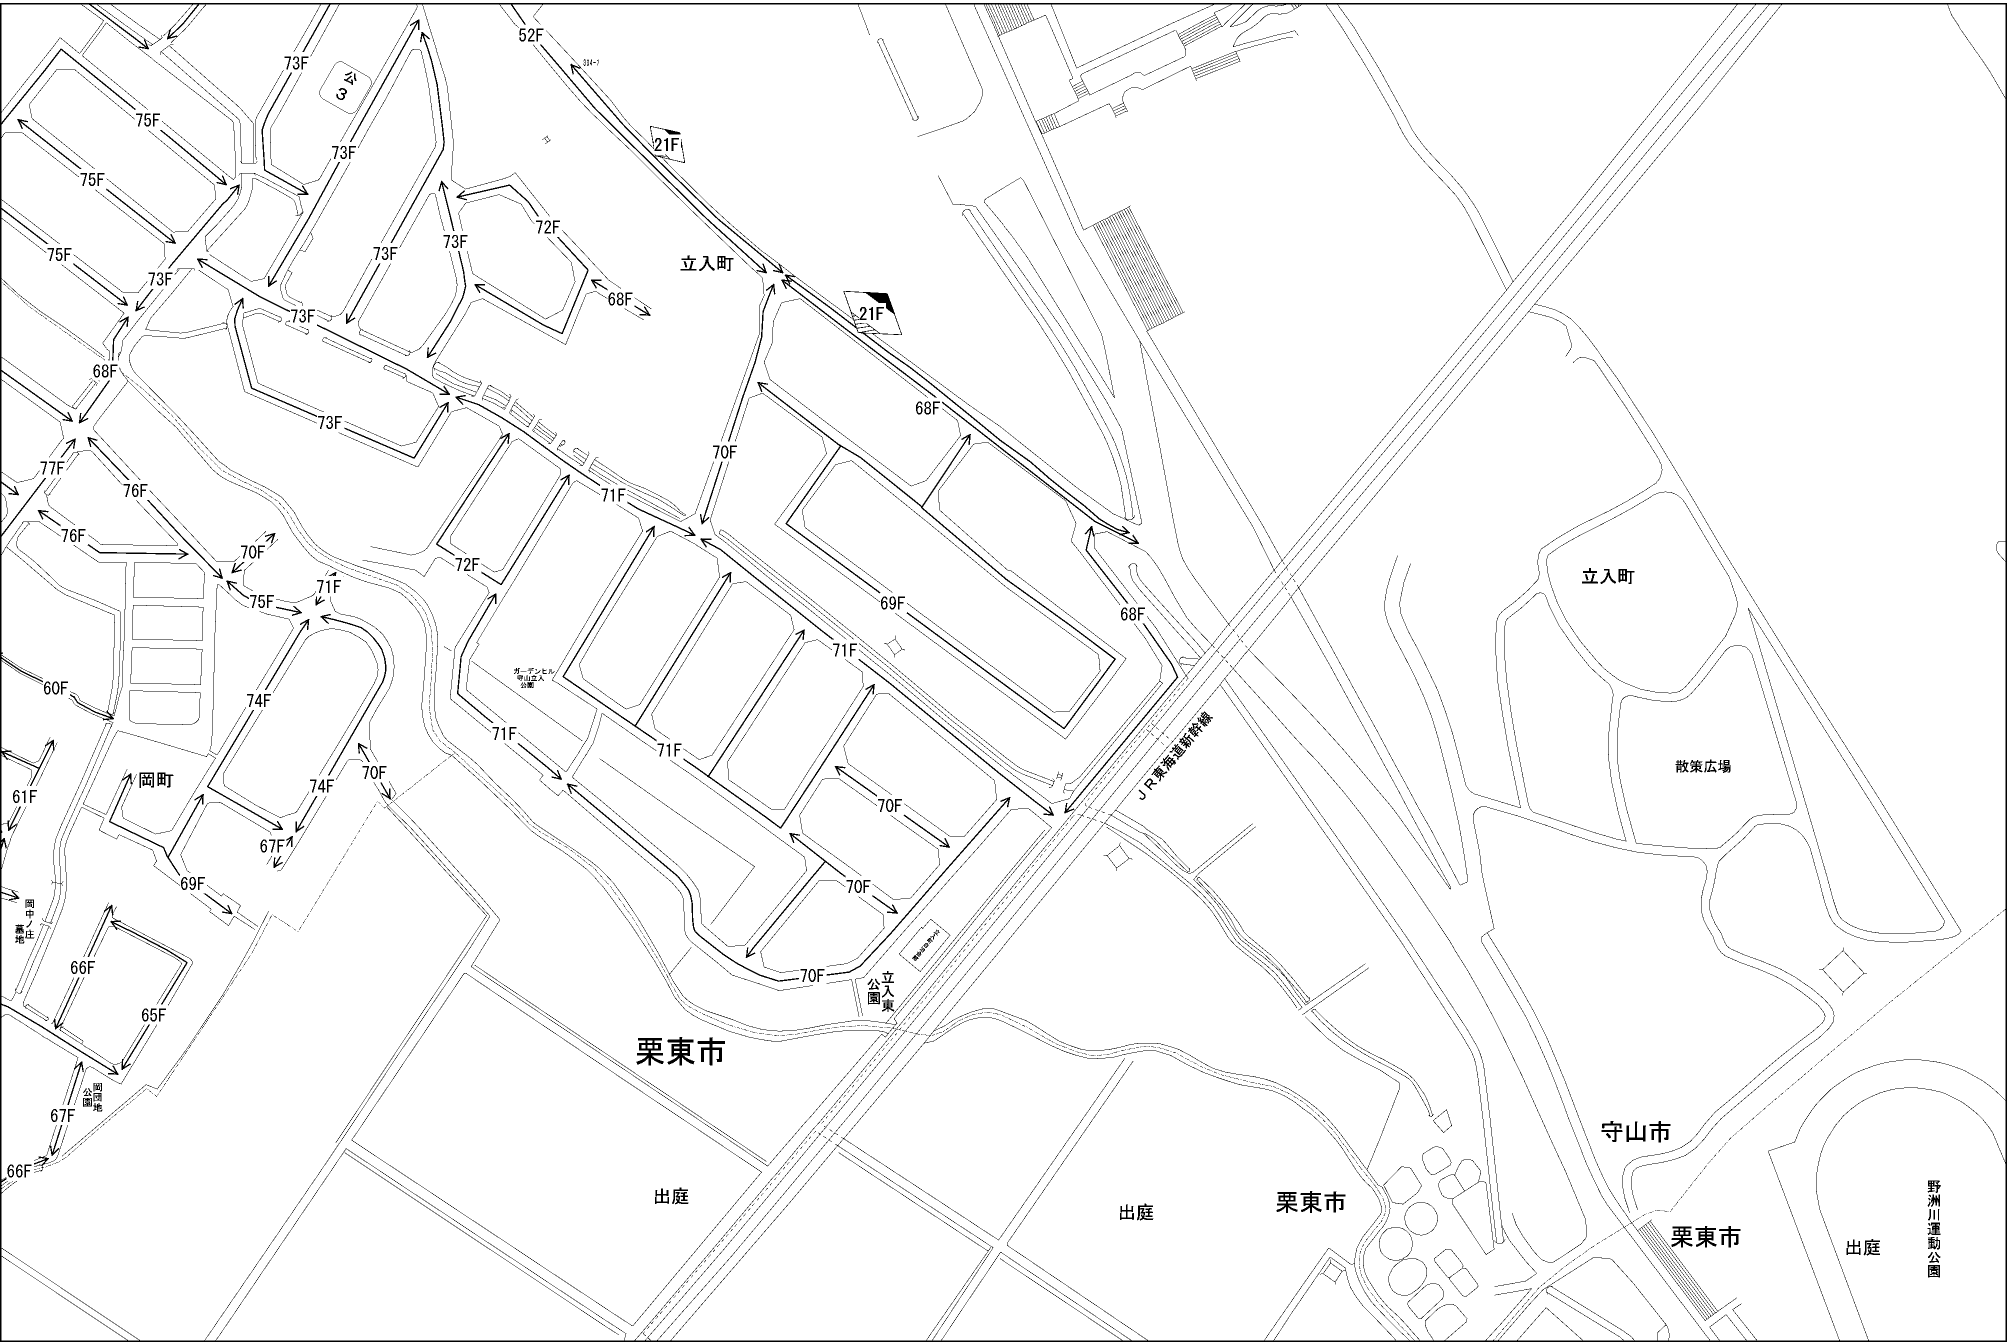 52F
73F
304-7
公
3
75F
21F
73F
75F
72F
73F
75F
73F
立入町
73F
68F
21F
73F
68F
68F
73F
70F
77F
76F
71F
76F
70F
72F
71F
立入町
75F
69F
68F
71F
ガーデンヒル
守山立入
公園
60F
74F
71F
71F
JR東海道新幹線
散策広場
70F
岡町
74F
61F
70F
67F
69F
70F
岡中ノ庄
墓地
66F
70F
立入東
公園
65F
栗東市
岡団地
公園
67F
守山市
66F
出庭
出庭
栗東市
栗東市
出庭
野洲川運動公園